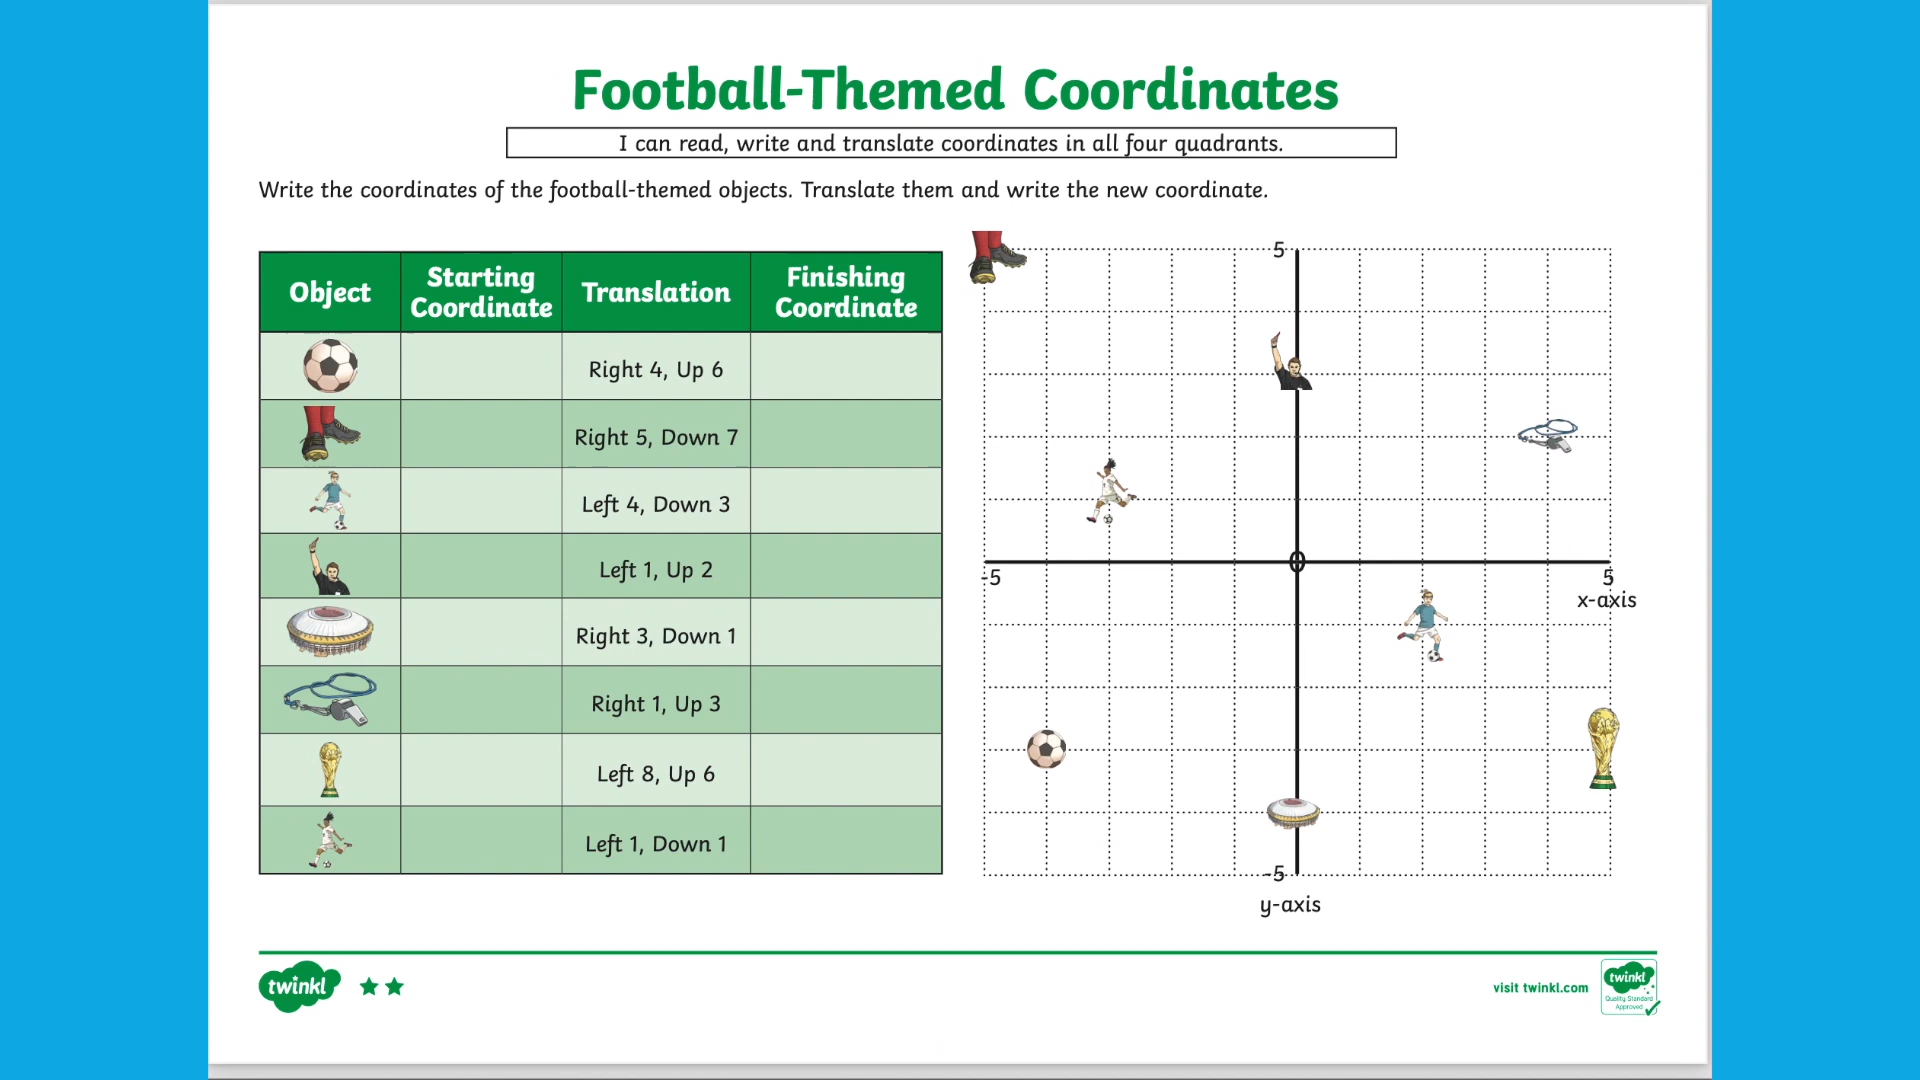 Football-Themed Coordinates
I can read, write and translate coordinates in all four quadrants.
Write the coordinates of the football-themed objects. Translate them and write the new coordinate.
Object
Starting
Coordinate
Translation
Finishing
Coordinate
Right 4, Up 6
Right 5, Down 7
Left 4, Down 3
Left 1, Up 2
Right 3, Down 1
Right 1, Up 3
Left 8, Up 6
Left 1, Down 1
5
0
-5
5
x-axis
-5
y-axis
twinkl
visit twinkl.com
twinkl
Quality Standard
Approved